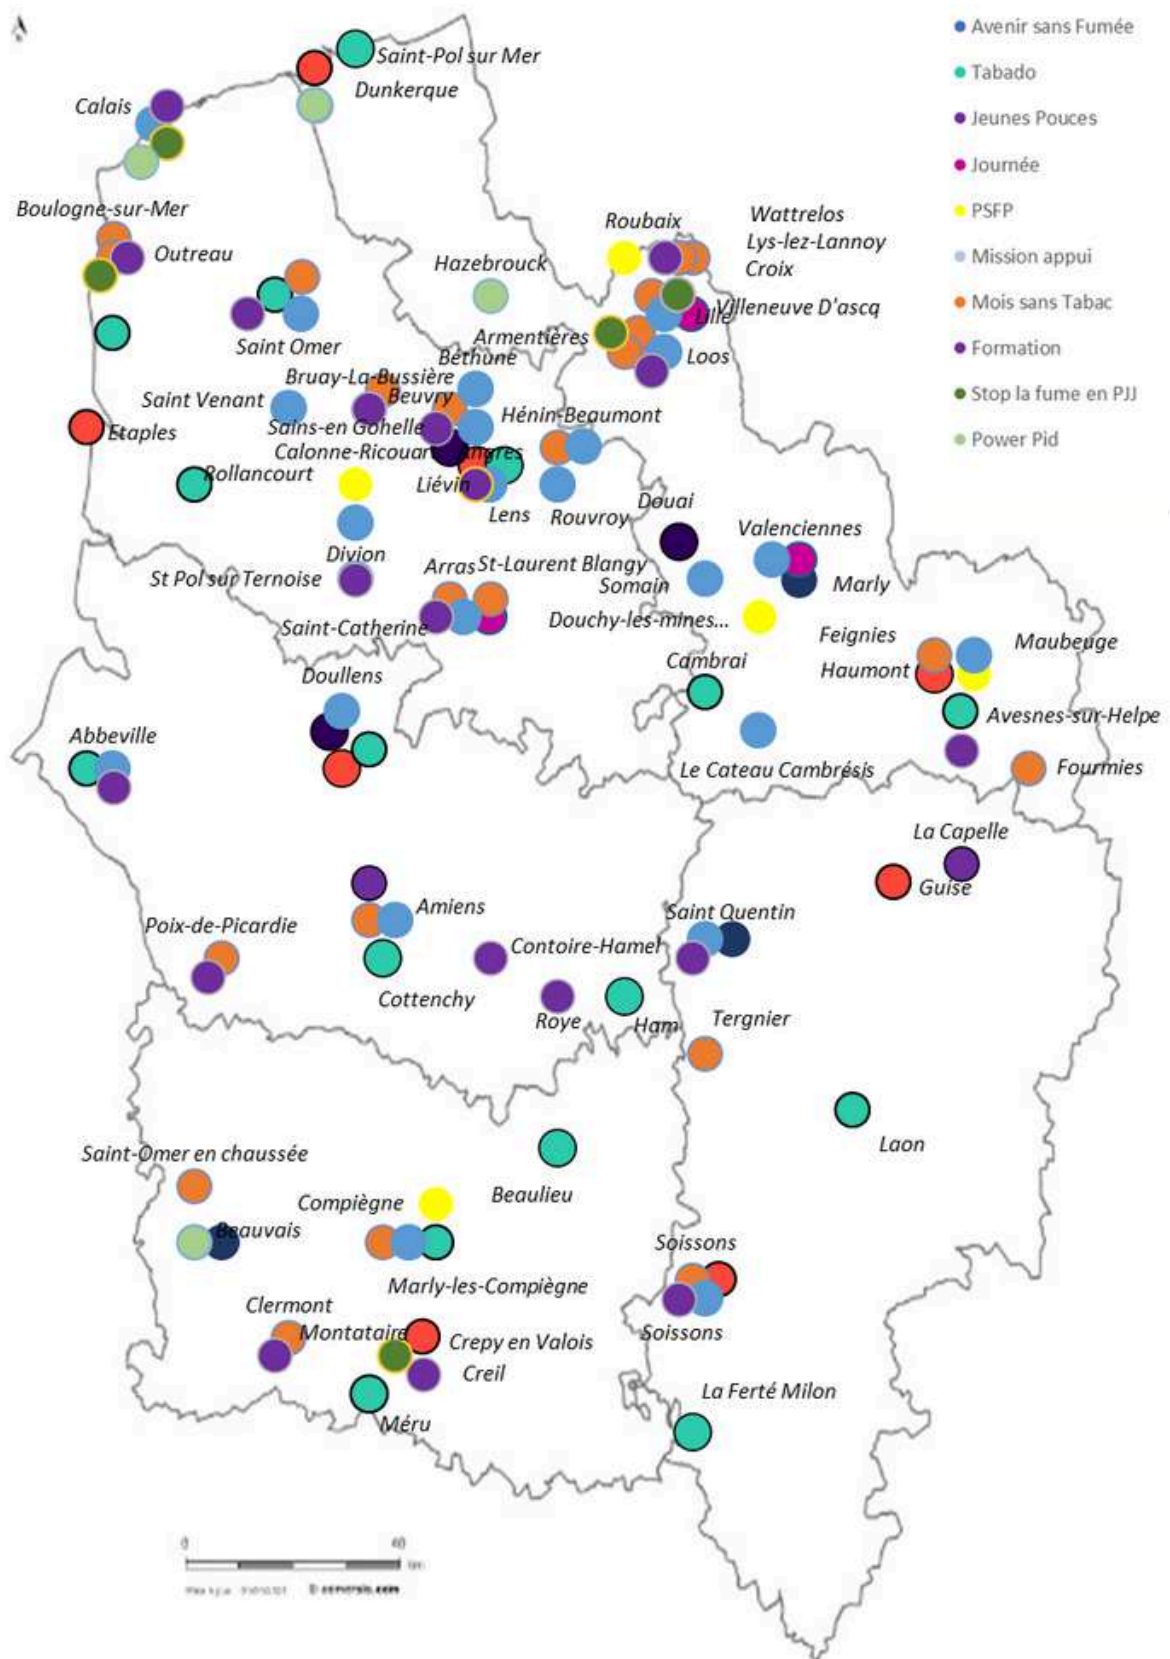 Saint-Pol sur Mer
Avenir sans Fumée
Tabado
Dunkerque
Calais
Jeunes Pouces
Journée
Boulogne-sur-Mer
PSFP
Roubaix
Wattrelos
Lys-lez-Lannoy
Croix
Outreau
Mission appui
Hazebrouck
Mois sans Tabac
Villeneuve D'ascq
Lille
Armentières
Saint Omer
Formation
Béthune
Loos
Bruay-La-Bussière
Beuvry
Stop la fume en PJJ
Saint Venant
Hénin-Beaumont
Sains-en Gohelle
Etaples
Power Pid
Calonne-Ricouar
ngres
Rollancourt
Liévin
Lens
Rouvroy
Douai
Valenciennes
Divion
St Pol sur Ternoise
Arras
St-Laurent Blangy
Somain
Marly
Saint-Catherine
Douchy-les-mines...
Feignies
Maubeuge
Cambrai
Haumont
Doullens
Avesnes-sur-Helpe
Abbeville
Le Cateau Cambrésis
Fourmies
La Capelle
Guise
Amiens
Saint Quentin
Poix-de-Picardie
Contoire-Hamel
Cottenchy
Roye
Ham
Tergnier
Laon
Saint-Omer en chaussée
Beaulieu
Compiègne
Beauvais
Soissons
Marly-les-Compiègne
Clermont
Montataire
Crepy en Valois
Soissons
Creil
La Ferté Milon
Méru
0